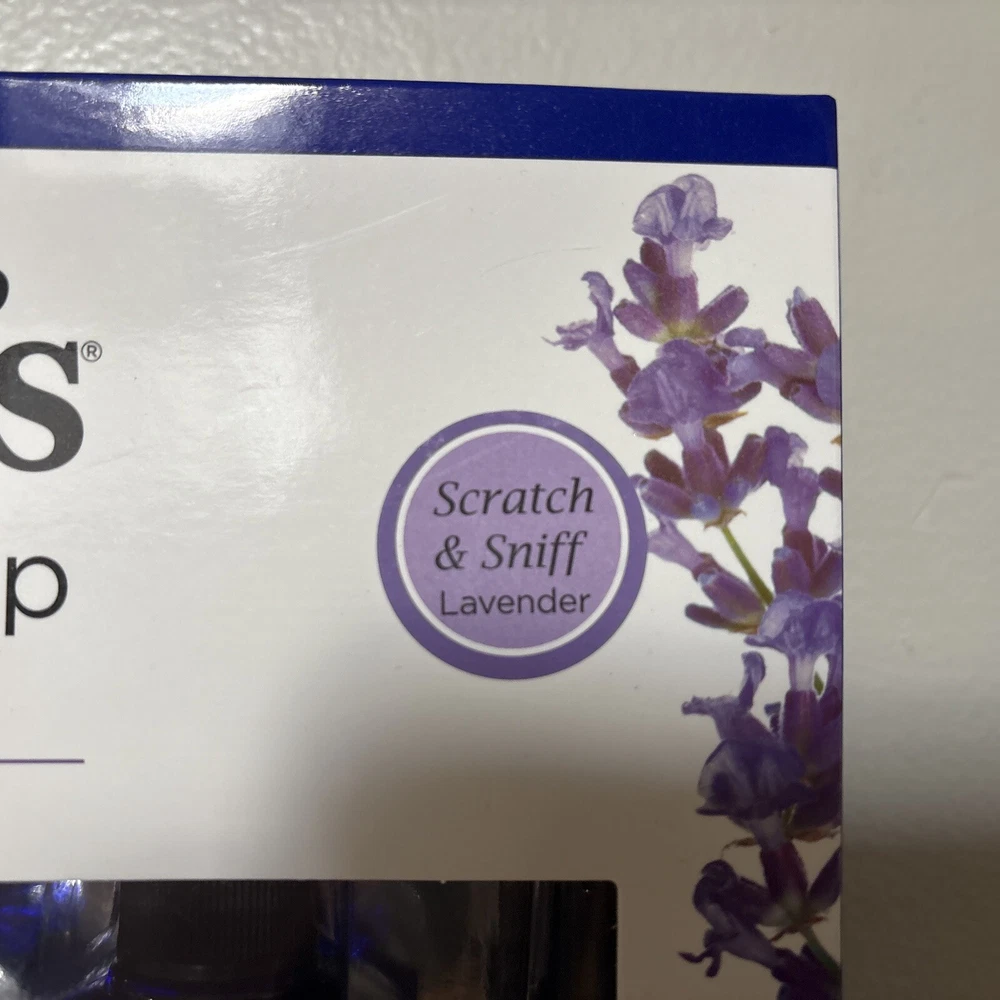 s®
p
Scratch
& Sniff
Lavender